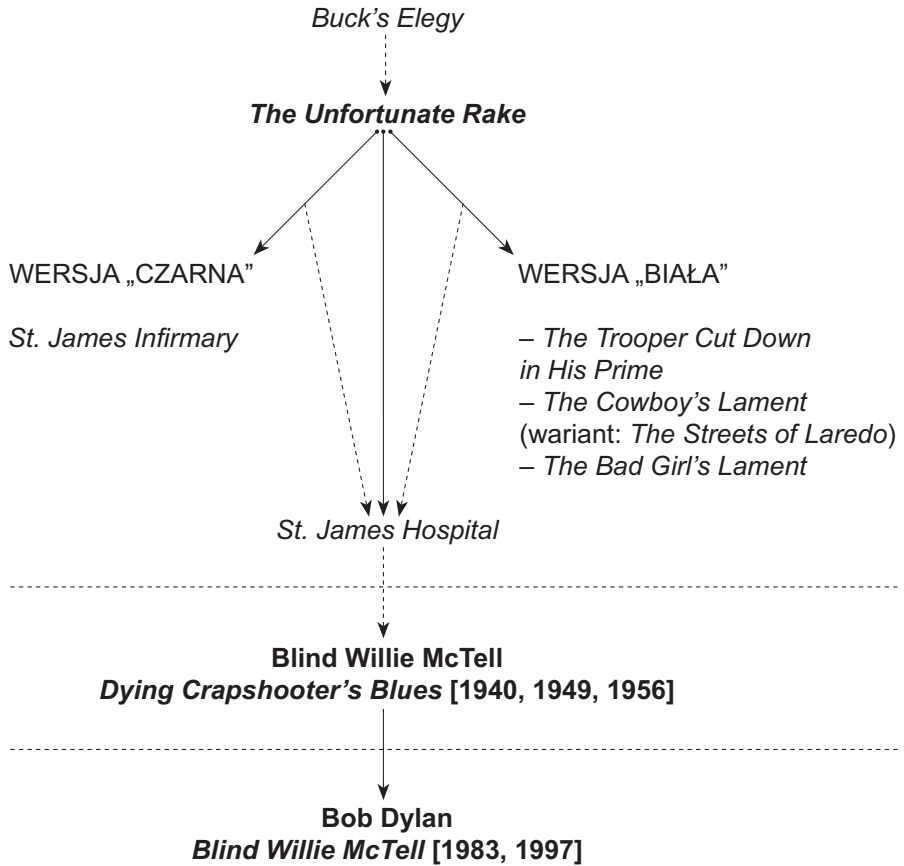 Buck’s Elegy
The Unfortunate Rake
WERSJA „CZARNA”
St. James Infirmary
WERSJA „BIAŁA”
– The Trooper Cut Down
in His Prime
– The Cowboy’s Lament
(wariant: The Streets of Laredo)
– The Bad Girl’s Lament
St. James Hospital
Blind Willie McTell
Dying Crapshooter’s Blues [1940, 1949, 1956]
Bob Dylan
Blind Willie McTell [1983, 1997]